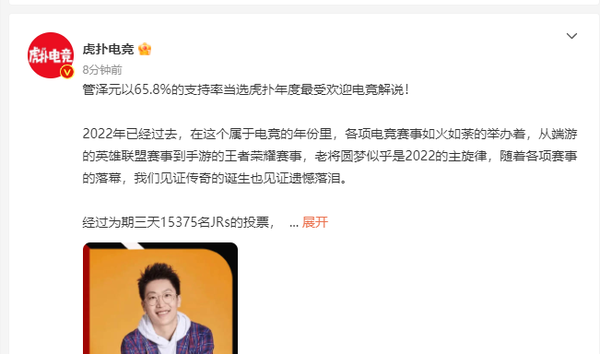 虎扑电竞
虎扑电竞
8分钟前
管泽元以65.8%的支持率当选虎扑年度最受欢迎电竞解说！
2022年已经过去，在这个属于电竞的年份里，各项电竞赛事如火如荼的举办着，从端游
的英雄联盟赛事到手游的王者荣耀赛事，老将圆梦似乎是2022的主旋律，随着各项赛事
的落幕，我们见证传奇的诞生也见证遗憾落泪。
经过为期三天15375名JRs的投票， ... 展开